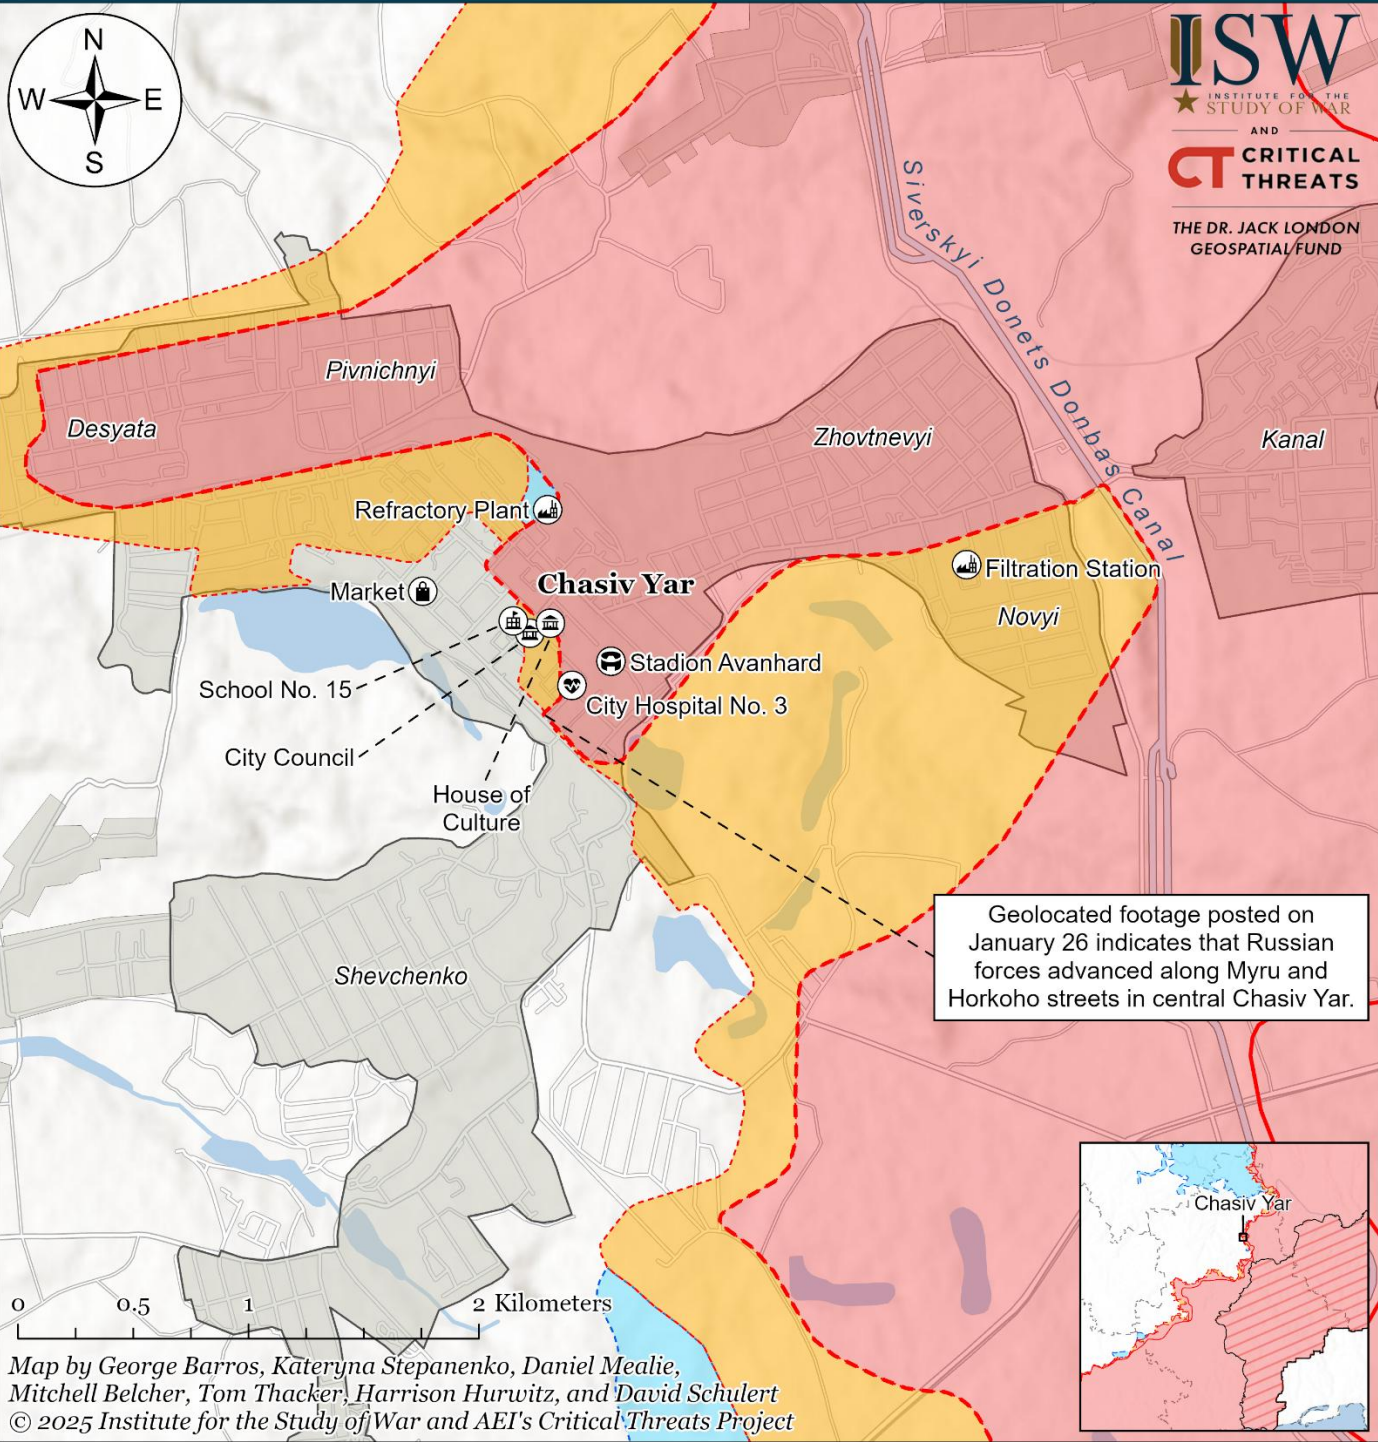 N
W
E
S
ISW
INSTITUTE FOR THE
STUDY OF WAR
AND
CT CRITICAL
THREATS
THE DR. JACK LONDON
GEOSPATIAL FUND
Siverskyi Donets Donbas Canal
Pivnichnyi
Desyata
Zhovtnevyi
Kanal
Refractory Plant
Filtration Station
Chasiv Yar
Market
Novyi
Stadion Avanhard
School No. 15
City Hospital No. 3
City Council
House of
Culture
Geolocated footage posted on
January 26 indicates that Russian
forces advanced along Myru and
Horkoho streets in central Chasiv Yar.
Shevchenko
Chasiv Yar
0 0.5 1 2 Kilometers
Map by George Barros, Kateryna Stepanenko, Daniel Mealie,
Mitchell Belcher, Tom Thacker, Harrison Hurwitz, and David Schulert
© 2025 Institute for the Study of War and AEI's Critical Threats Project